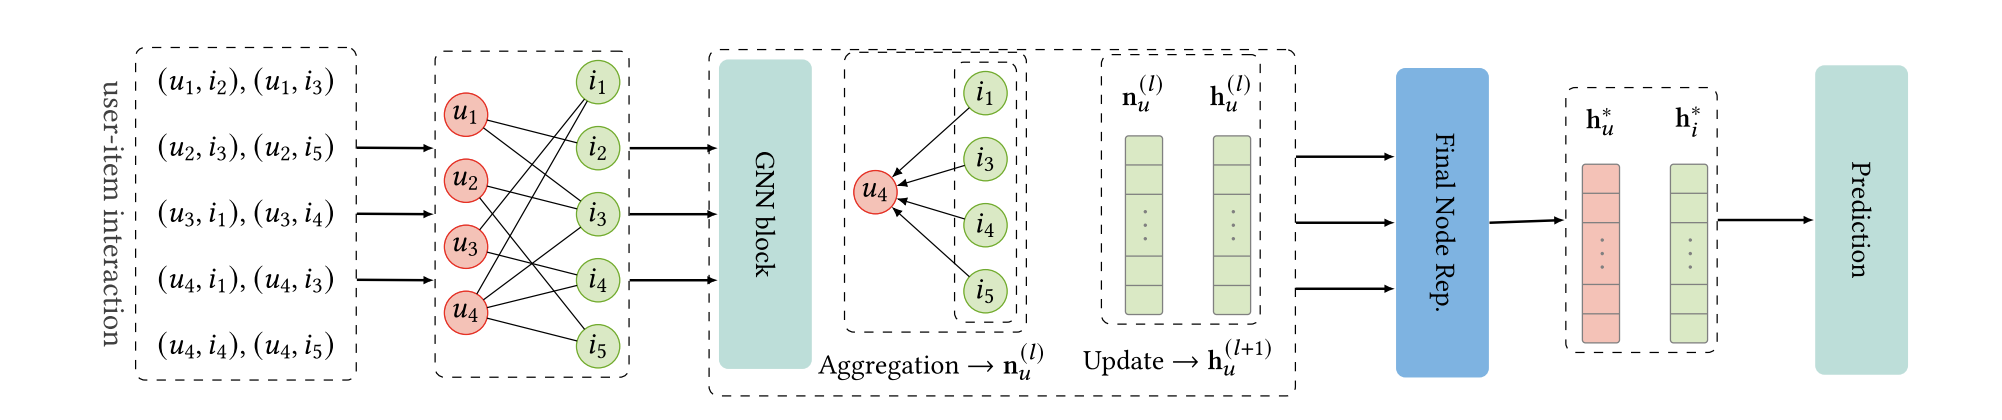 user-item interaction
(u₁, i₂), (u₁, i₃)
(u₂, i₃), (u₂, i₅)
(u₃, i₁), (u₃, i₄)
(u₄, i₁), (u₄, i₃)
(u₄, i₄), (u₄, i₅)
u₁
u₂
u₃
u₄
i₁
i₂
i₃
i₄
i₅
GNN block
u₄
i₁
i₃
i₄
i₅
Aggregation → n_u^{(l)}
n_u^{(l)} h_u^{(l)}
Update → h_u^{(l+1)}
Final Node Rep.
h_u^* h_i^*
Prediction